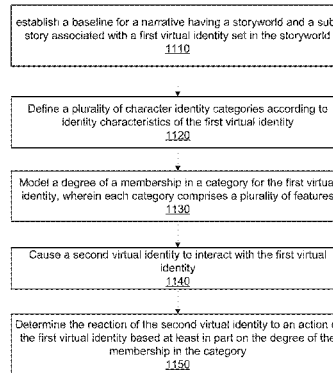 establish a baseline for a narrative having a storyworld and a sub
story associated with a first virtual identity set in the storyworld
1110
Define a plurality of character identity categories according to
identity characteristics of the first virtual identity
1120
Model a degree of a membership in a category for the first virtua
identity, wherein each category comprises a plurality of features
1130
Cause a second virtual identity to interact with the first virtual
identity
1140
Determine the reaction of the second virtual identity to an action o
the first virtual identity based at least in part on the degree of the
membership in the category
1150